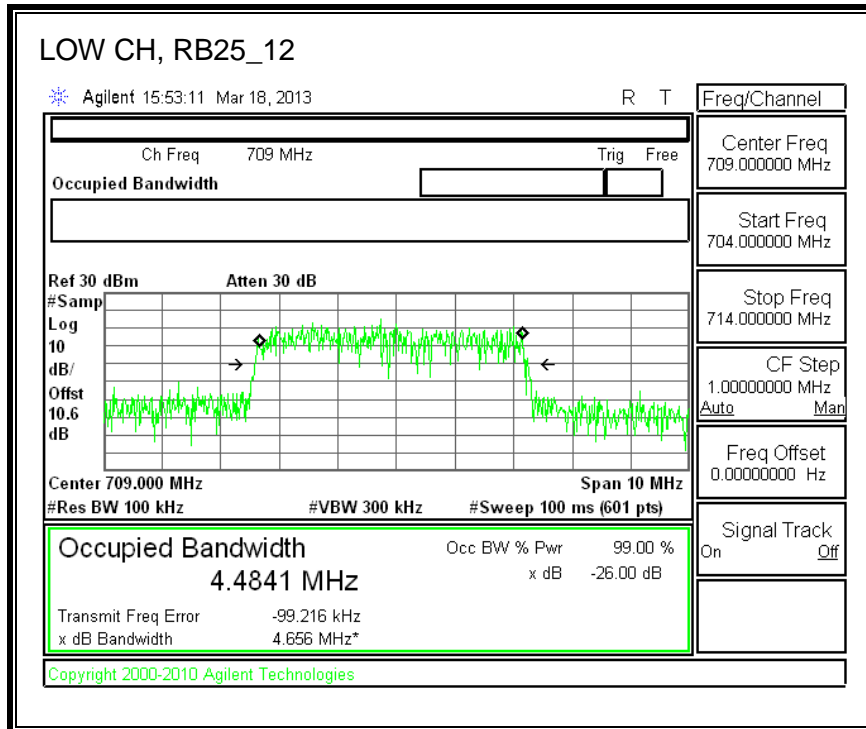 LOW CH, RB25_12
Agilent 15:53:11 Mar 18, 2013 R T
Freq/Channel
Ch Freq 709 MHz Trig Free
Occupied Bandwidth
Center Freq
709.000000 MHz
Start Freq
704.000000 MHz
Stop Freq
714.000000 MHz
CF Step
1.00000000 MHz
Auto Man
Freq Offset
0.00000000 Hz
Signal Track
On Off
Ref 30 dBm Atten 30 dB
#Samp
Log
10
dB/
Offst
10.6
dB
Center 709.000 MHz Span 10 MHz
#Res BW 100 kHz #VBW 300 kHz #Sweep 100 ms (601 pts)
Occupied Bandwidth Occ BW % Pwr 99.00 %
4.4841 MHz x dB -26.00 dB
Transmit Freq Error -99.216 kHz
x dB Bandwidth 4.656 MHz*
Copyright 2000-2010 Agilent Technologies